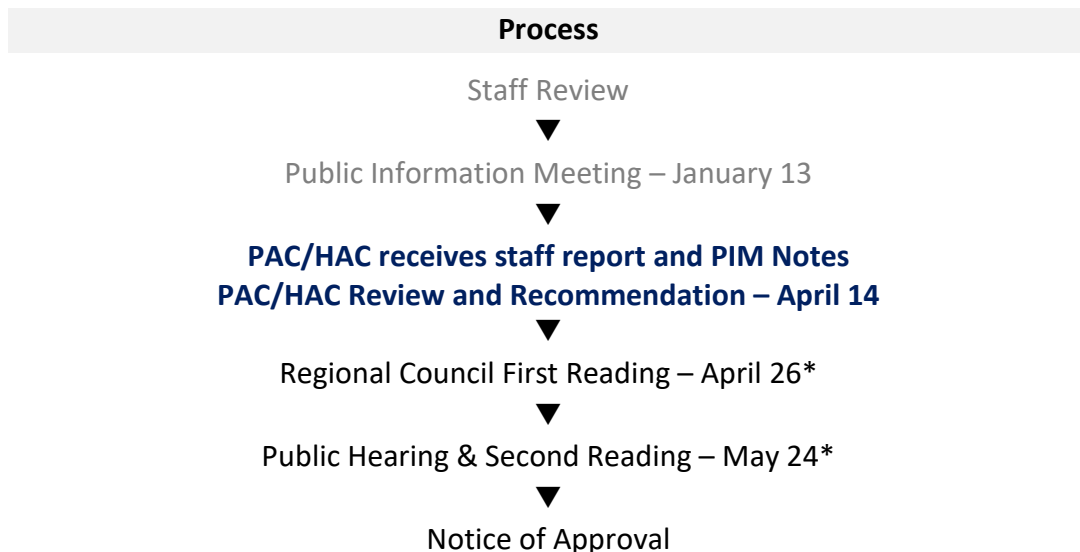 Process
Staff Review
Public Information Meeting – January 13
PAC/HAC receives staff report and PIM Notes
PAC/HAC Review and Recommendation – April 14
Regional Council First Reading – April 26*
Public Hearing & Second Reading – May 24*
Notice of Approval